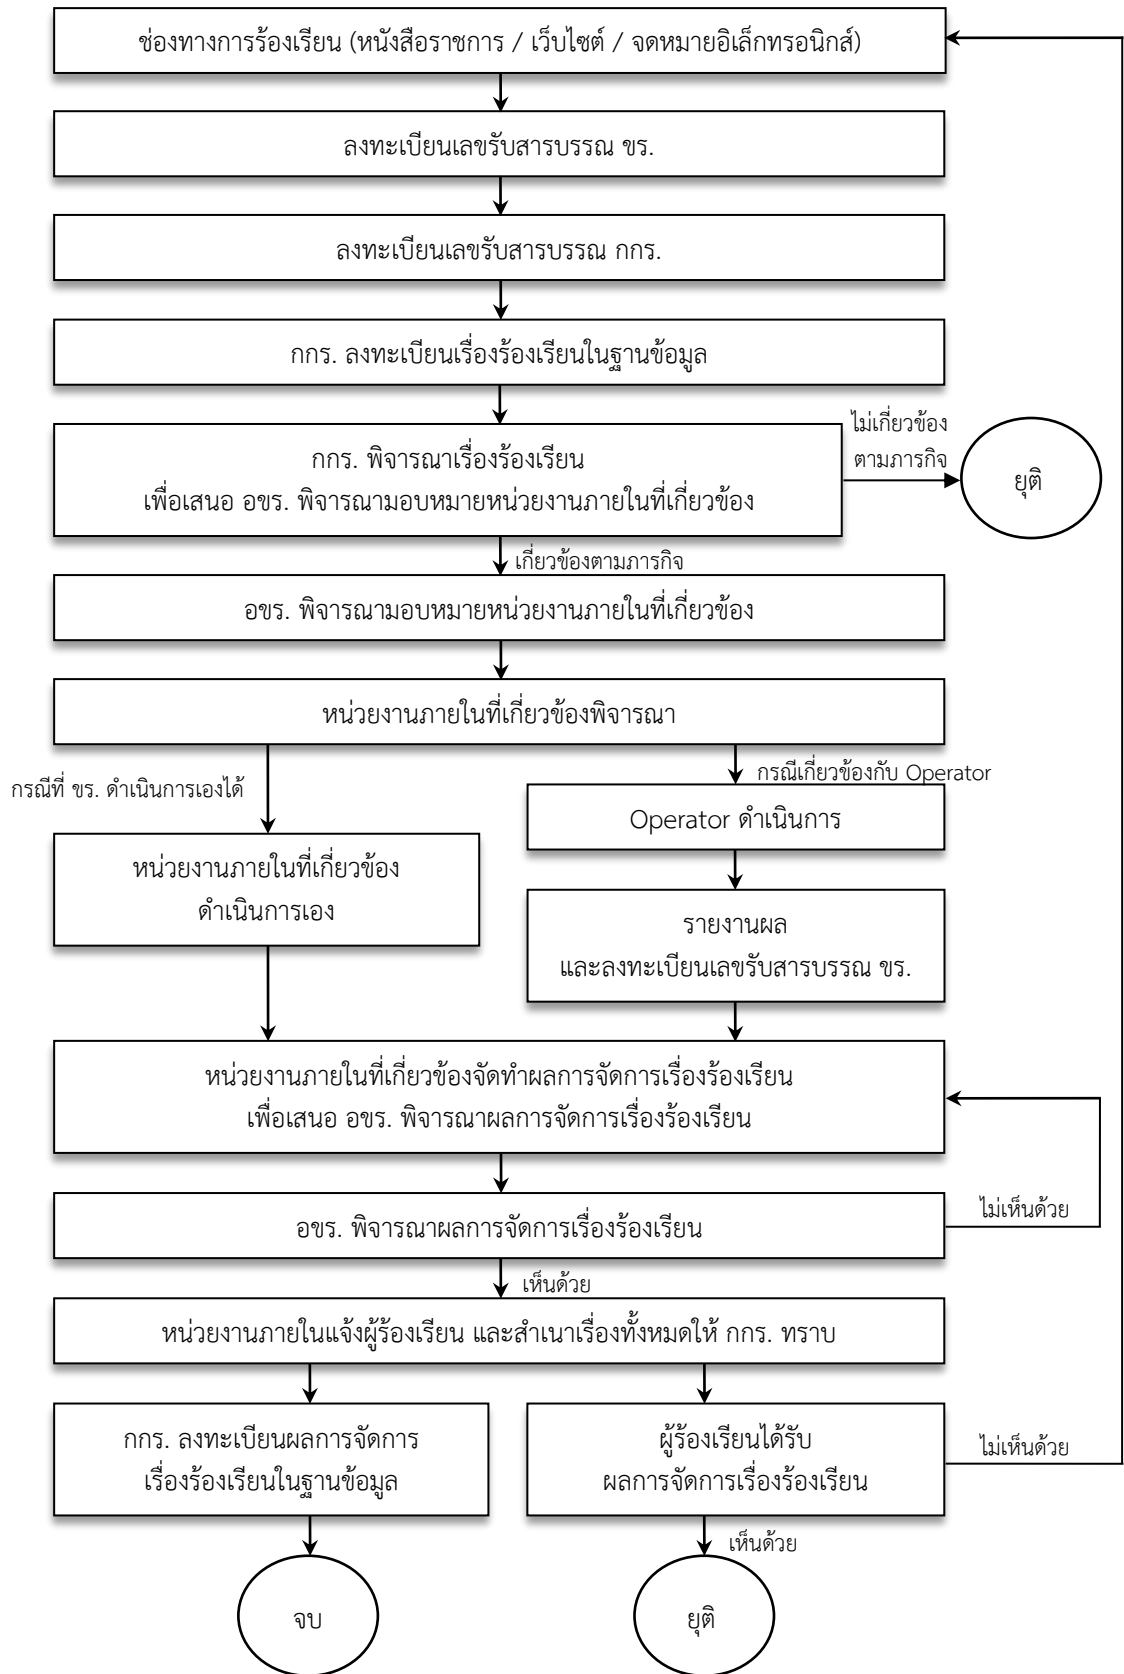 ช่องทางการร้องเรียน (หนังสือราชการ / เว็บไซต์ / จดหมายอิเล็กทรอนิกส์)
ลงทะเบียนเลขรับสารบรรณ ขร.
ลงทะเบียนเลขรับสารบรรณ กกร.
กกร. ลงทะเบียนเรื่องร้องเรียนในฐานข้อมูล
กกร. พิจารณาเรื่องร้องเรียน
เพื่อเสนอ อขร. พิจารณามอบหมายหน่วยงานภายในที่เกี่ยวข้อง
ไม่เกี่ยวข้อง
ตามภารกิจ
ยุติ
เกี่ยวข้องตามภารกิจ
อขร. พิจารณามอบหมายหน่วยงานภายในที่เกี่ยวข้อง
หน่วยงานภายในที่เกี่ยวข้องพิจารณา
กรณีที่ ขร. ดำเนินการเองได้
กรณีเกี่ยวข้องกับ Operator
หน่วยงานภายในที่เกี่ยวข้อง
ดำเนินการเอง
Operator ดำเนินการ
รายงานผล
และลงทะเบียนเลขรับสารบรรณ ขร.
หน่วยงานภายในที่เกี่ยวข้องจัดทำผลการจัดการเรื่องร้องเรียน
เพื่อเสนอ อขร. พิจารณาผลการจัดการเรื่องร้องเรียน
อขร. พิจารณาผลการจัดการเรื่องร้องเรียน
ไม่เห็นด้วย
เห็นด้วย
หน่วยงานภายในแจ้งผู้ร้องเรียน และสำเนาเรื่องทั้งหมดให้ กกร. ทราบ
กกร. ลงทะเบียนผลการจัดการ
เรื่องร้องเรียนในฐานข้อมูล
ผู้ร้องเรียนได้รับ
ผลการจัดการเรื่องร้องเรียน
ไม่เห็นด้วย
เห็นด้วย
จบ
ยุติ